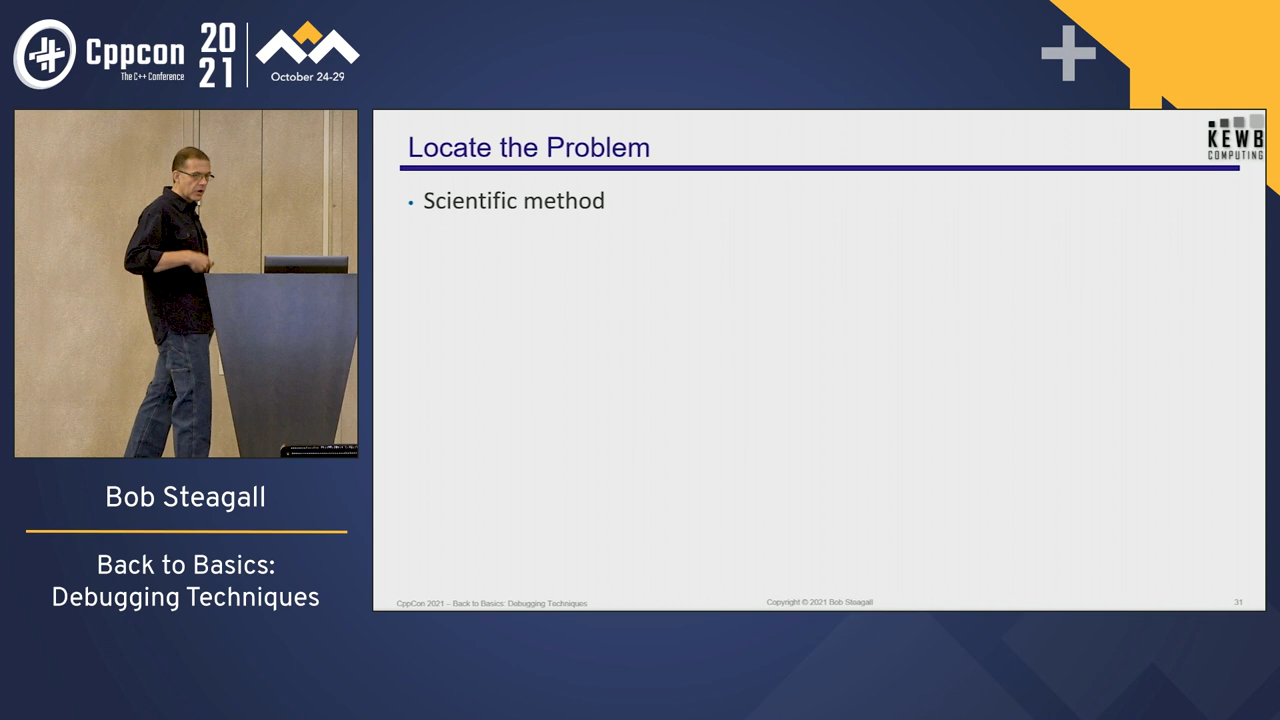 Cppcon
The C++ Conference
20
21
October 24-29
Locate the Problem
KEWB
COMPUTING
• Scientific method
Bob Steagall
Back to Basics:
Debugging Techniques
CppCon 2021 – Back to Basics: Debugging Techniques
Copyright © 2021 Bob Steagall
31